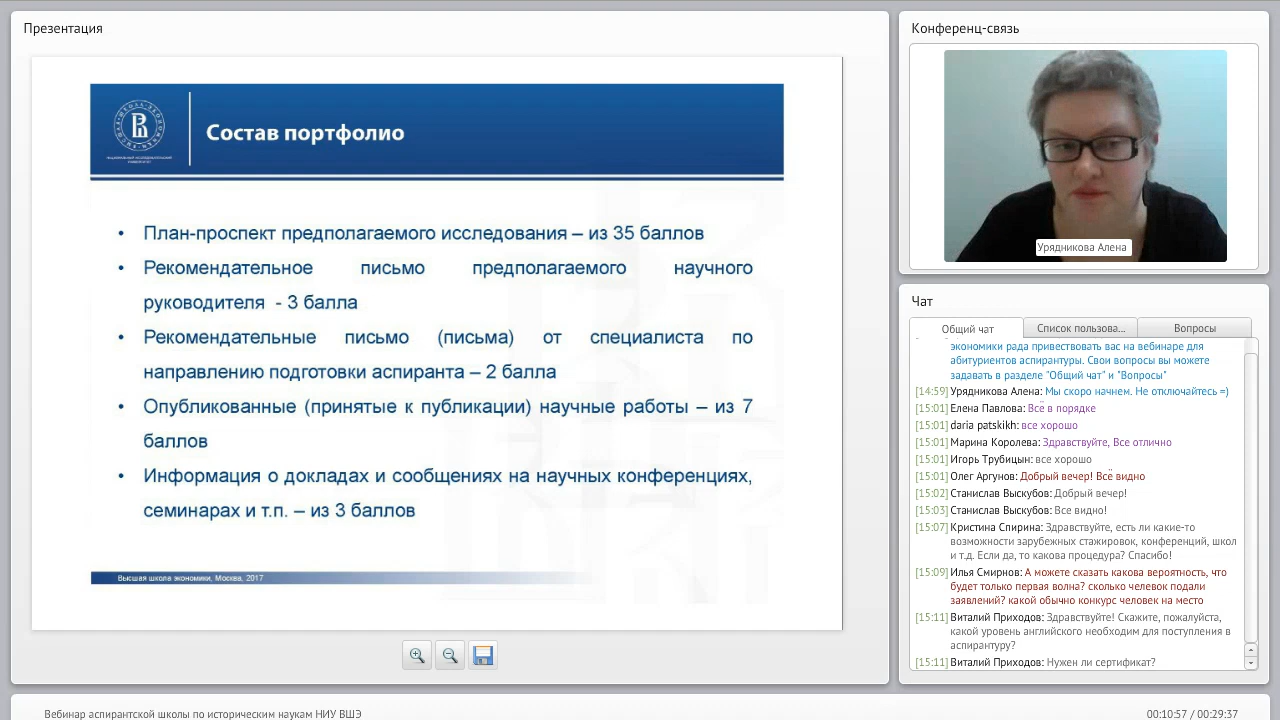 Презентация
Состав портфолио
• План-проспект предполагаемого исследования – из 35 баллов
• Рекомендательное письмо предполагаемого научного
руководителя - 3 балла
• Рекомендательные письмо (письма) от специалиста по
направлению подготовки аспиранта – 2 балла
• Опубликованные (принятые к публикации) научные работы – из 7
баллов
• Информация о докладах и сообщениях на научных конференциях,
семинарах и т.п. – из 3 баллов
Высшая школа экономики, Москва, 2017
Конференц-связь
Урядникова Алена
Чат
Общий чат
Список пользова...
Вопросы
экономики рада привествовать вас на вебинаре для
абитуриентов аспирантуры. Свои вопросы вы можете
задавать в разделе "Общий чат" и "Вопросы"
[14:59] Урядникова Алена: Мы скоро начнем. Не отключайтесь =)
[15:01] Елена Павлова: Всё в порядке
[15:01] daria patskikh: все хорошо
[15:01] Марина Королева: Здравствуйте, Все отлично
[15:01] Игорь Трубицын: все хорошо
[15:01] Олег Аргунов: Добрый вечер! Всё видно
[15:02] Станислав Выскубов: Добрый вечер!
[15:03] Станислав Выскубов: Все видно!
[15:07] Кристина Спирина: Здравствуйте, есть ли какие-то
возможности зарубежных стажировок, конференций, школ
и т.д. Если да, то какова процедура? Спасибо!
[15:09] Илья Смирнов: А можете сказать какова вероятность, что
будет только первая волна? сколько челевок подали
заявлений? какой обычно конкурс человек на место
[15:11] Виталий Приходов: Здравствуйте! Скажите, пожалуйста,
какой уровень английского необходим для поступления в
аспирантуру?
[15:11] Виталий Приходов: Нужен ли сертификат?
Вебинар аспирантской школы по историческим наукам НИУ ВШЭ
00:10:57 / 00:29:37